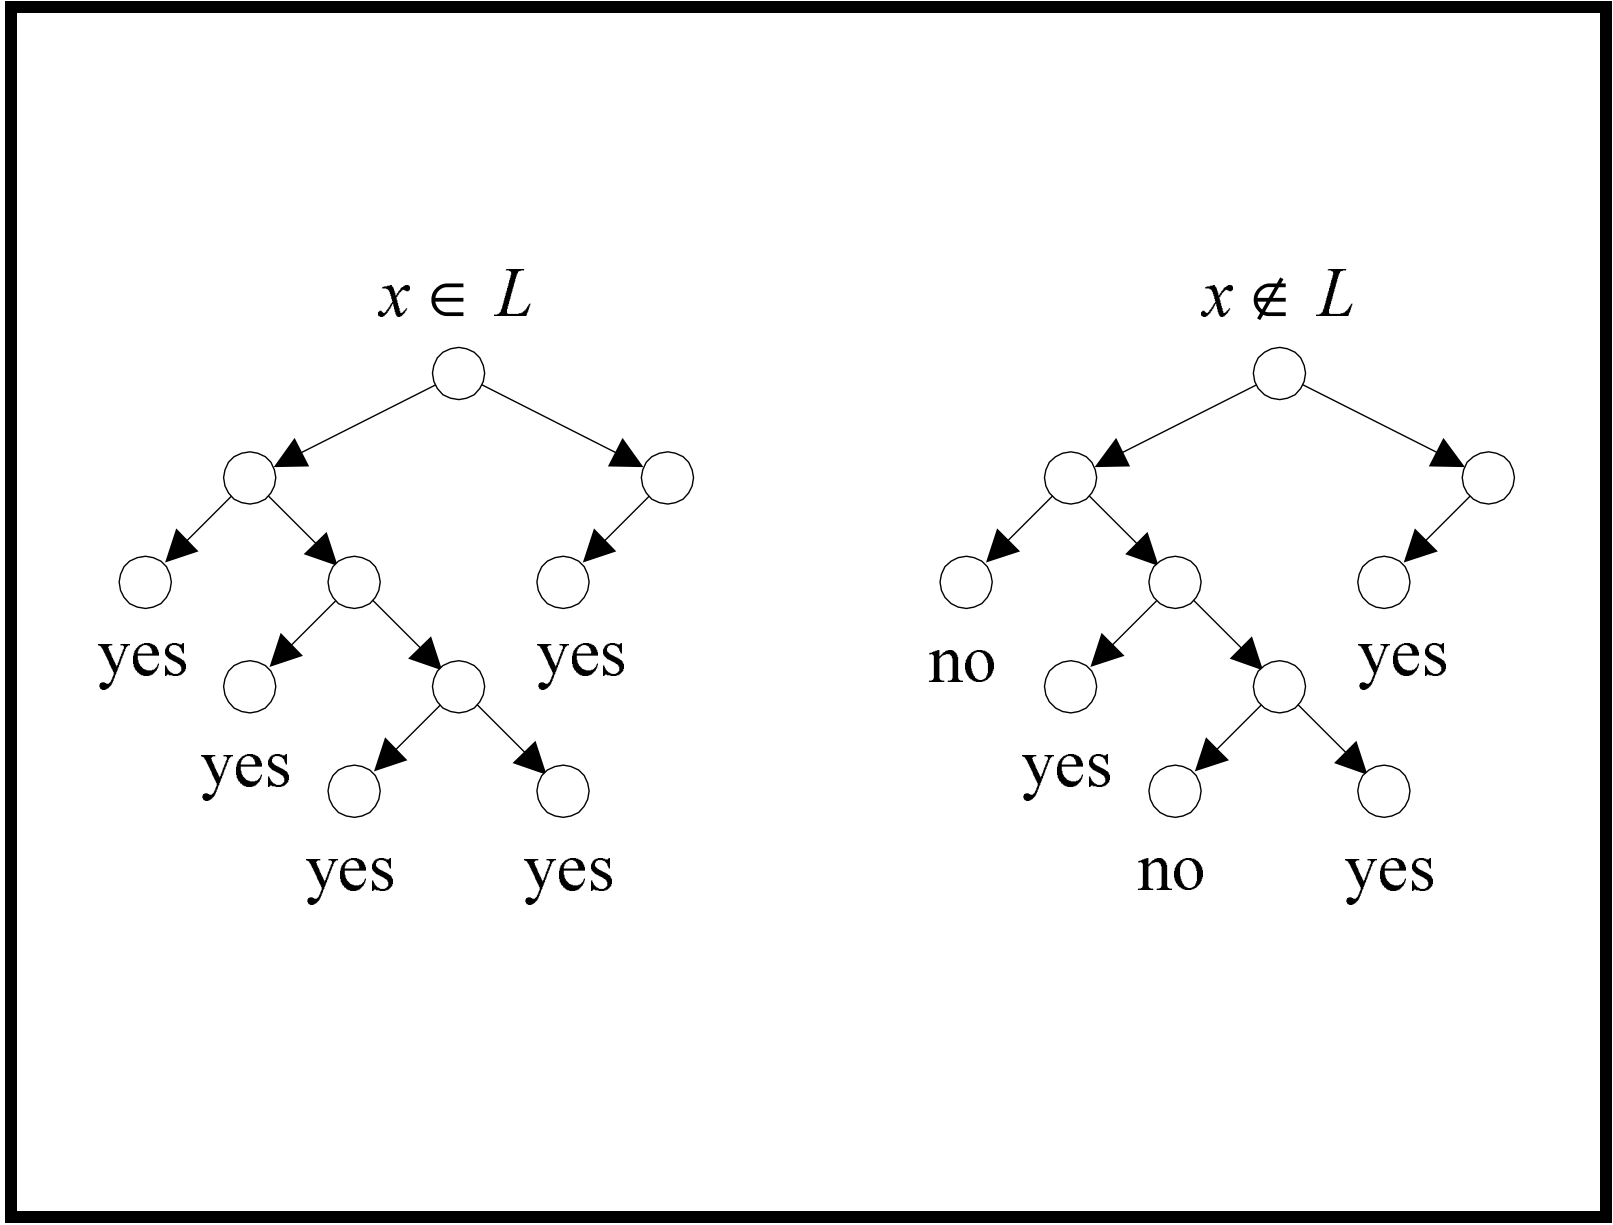 x ∈ L
yes
yes
yes
yes
yes
x ∉ L
no
yes
yes
no
yes